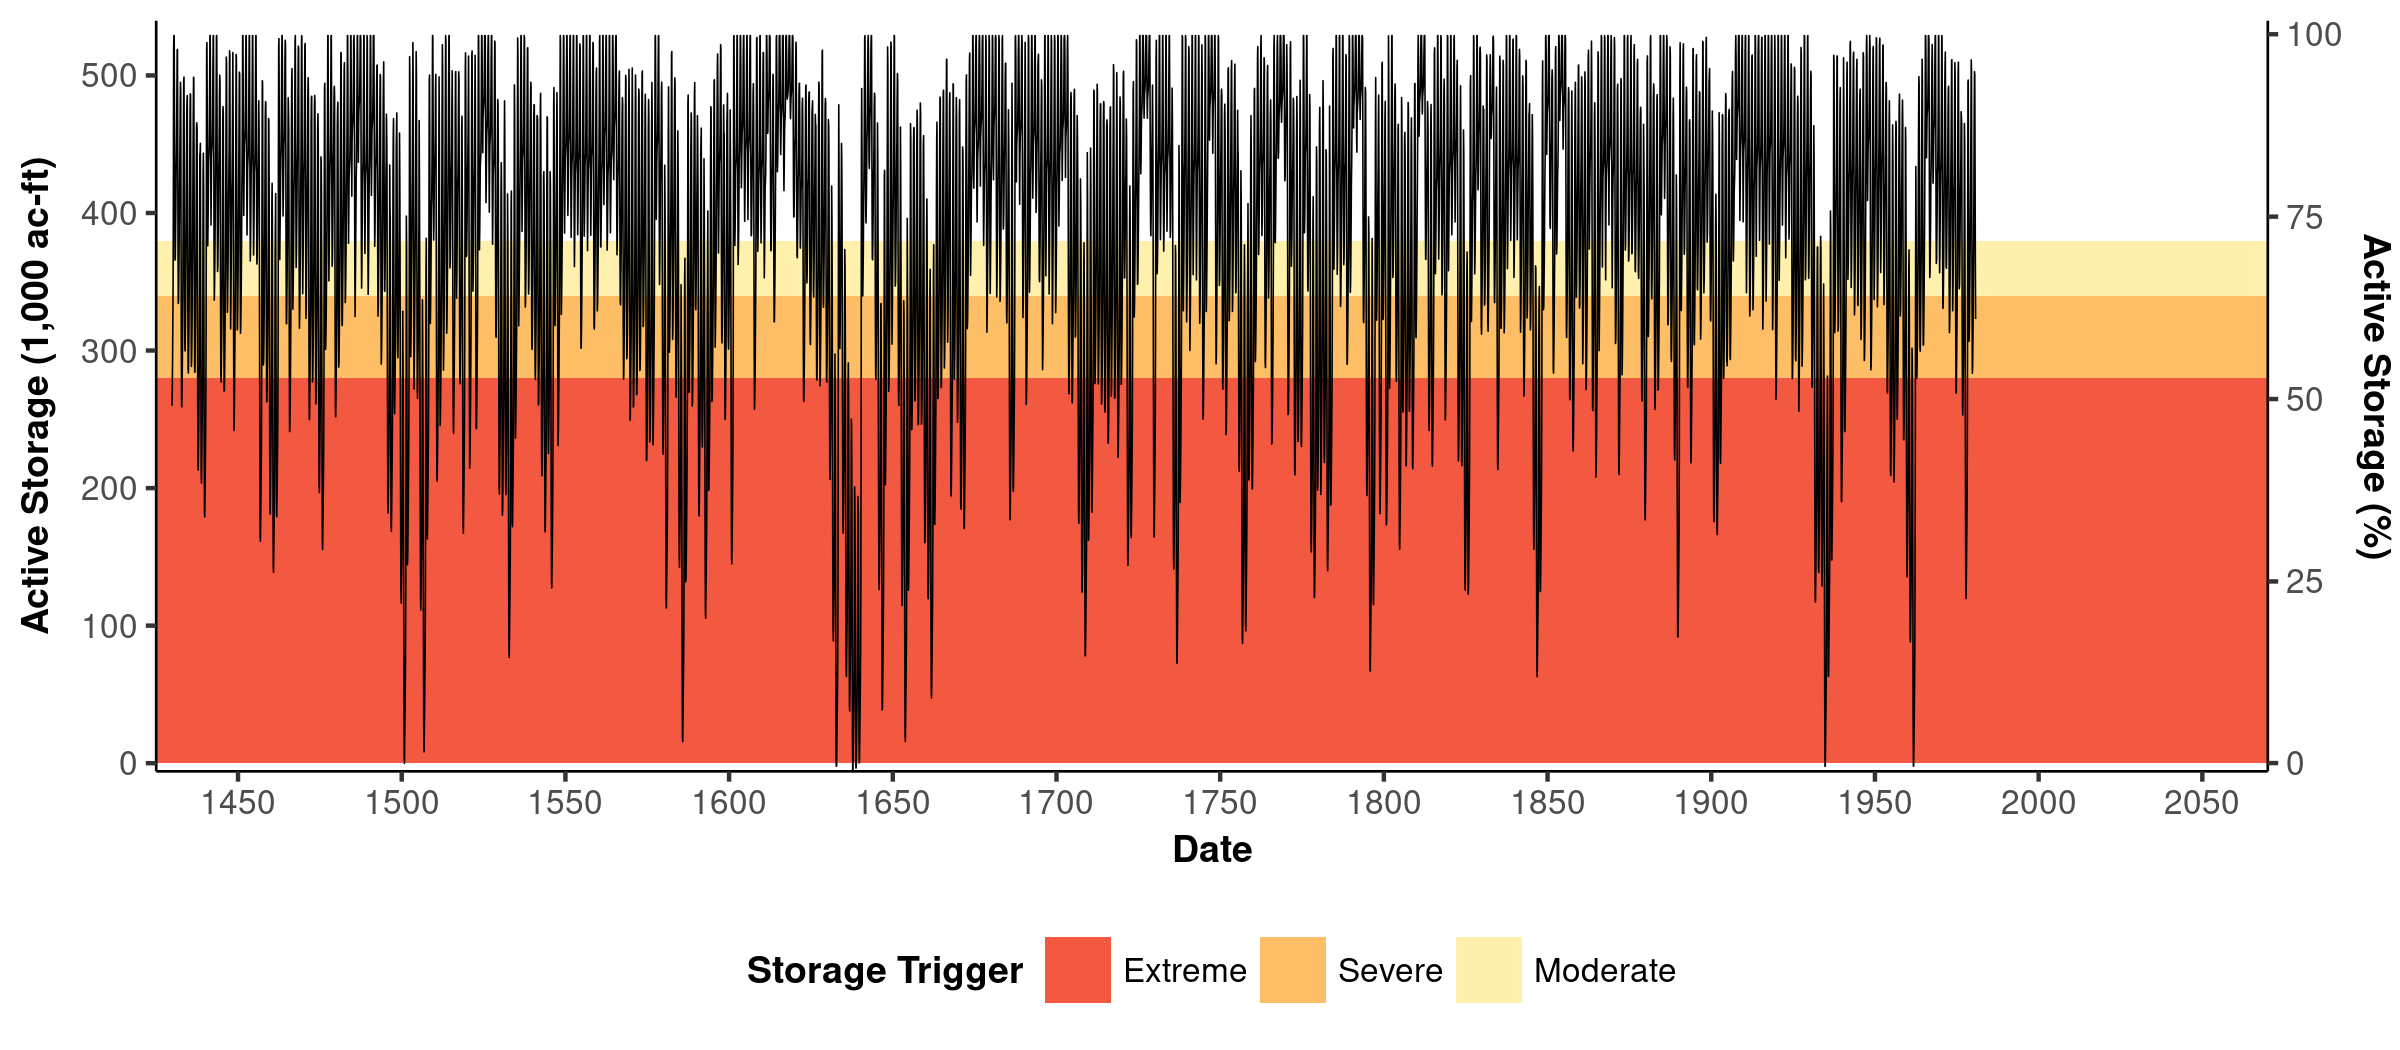 Active Storage (1,000 ac-ft)
500
400
300
200
100
0
100
75
50
25
0
Active Storage (%)
1450 1500 1550 1600 1650 1700 1750 1800 1850 1900 1950 2000 2050
Date
Storage Trigger Extreme Severe Moderate